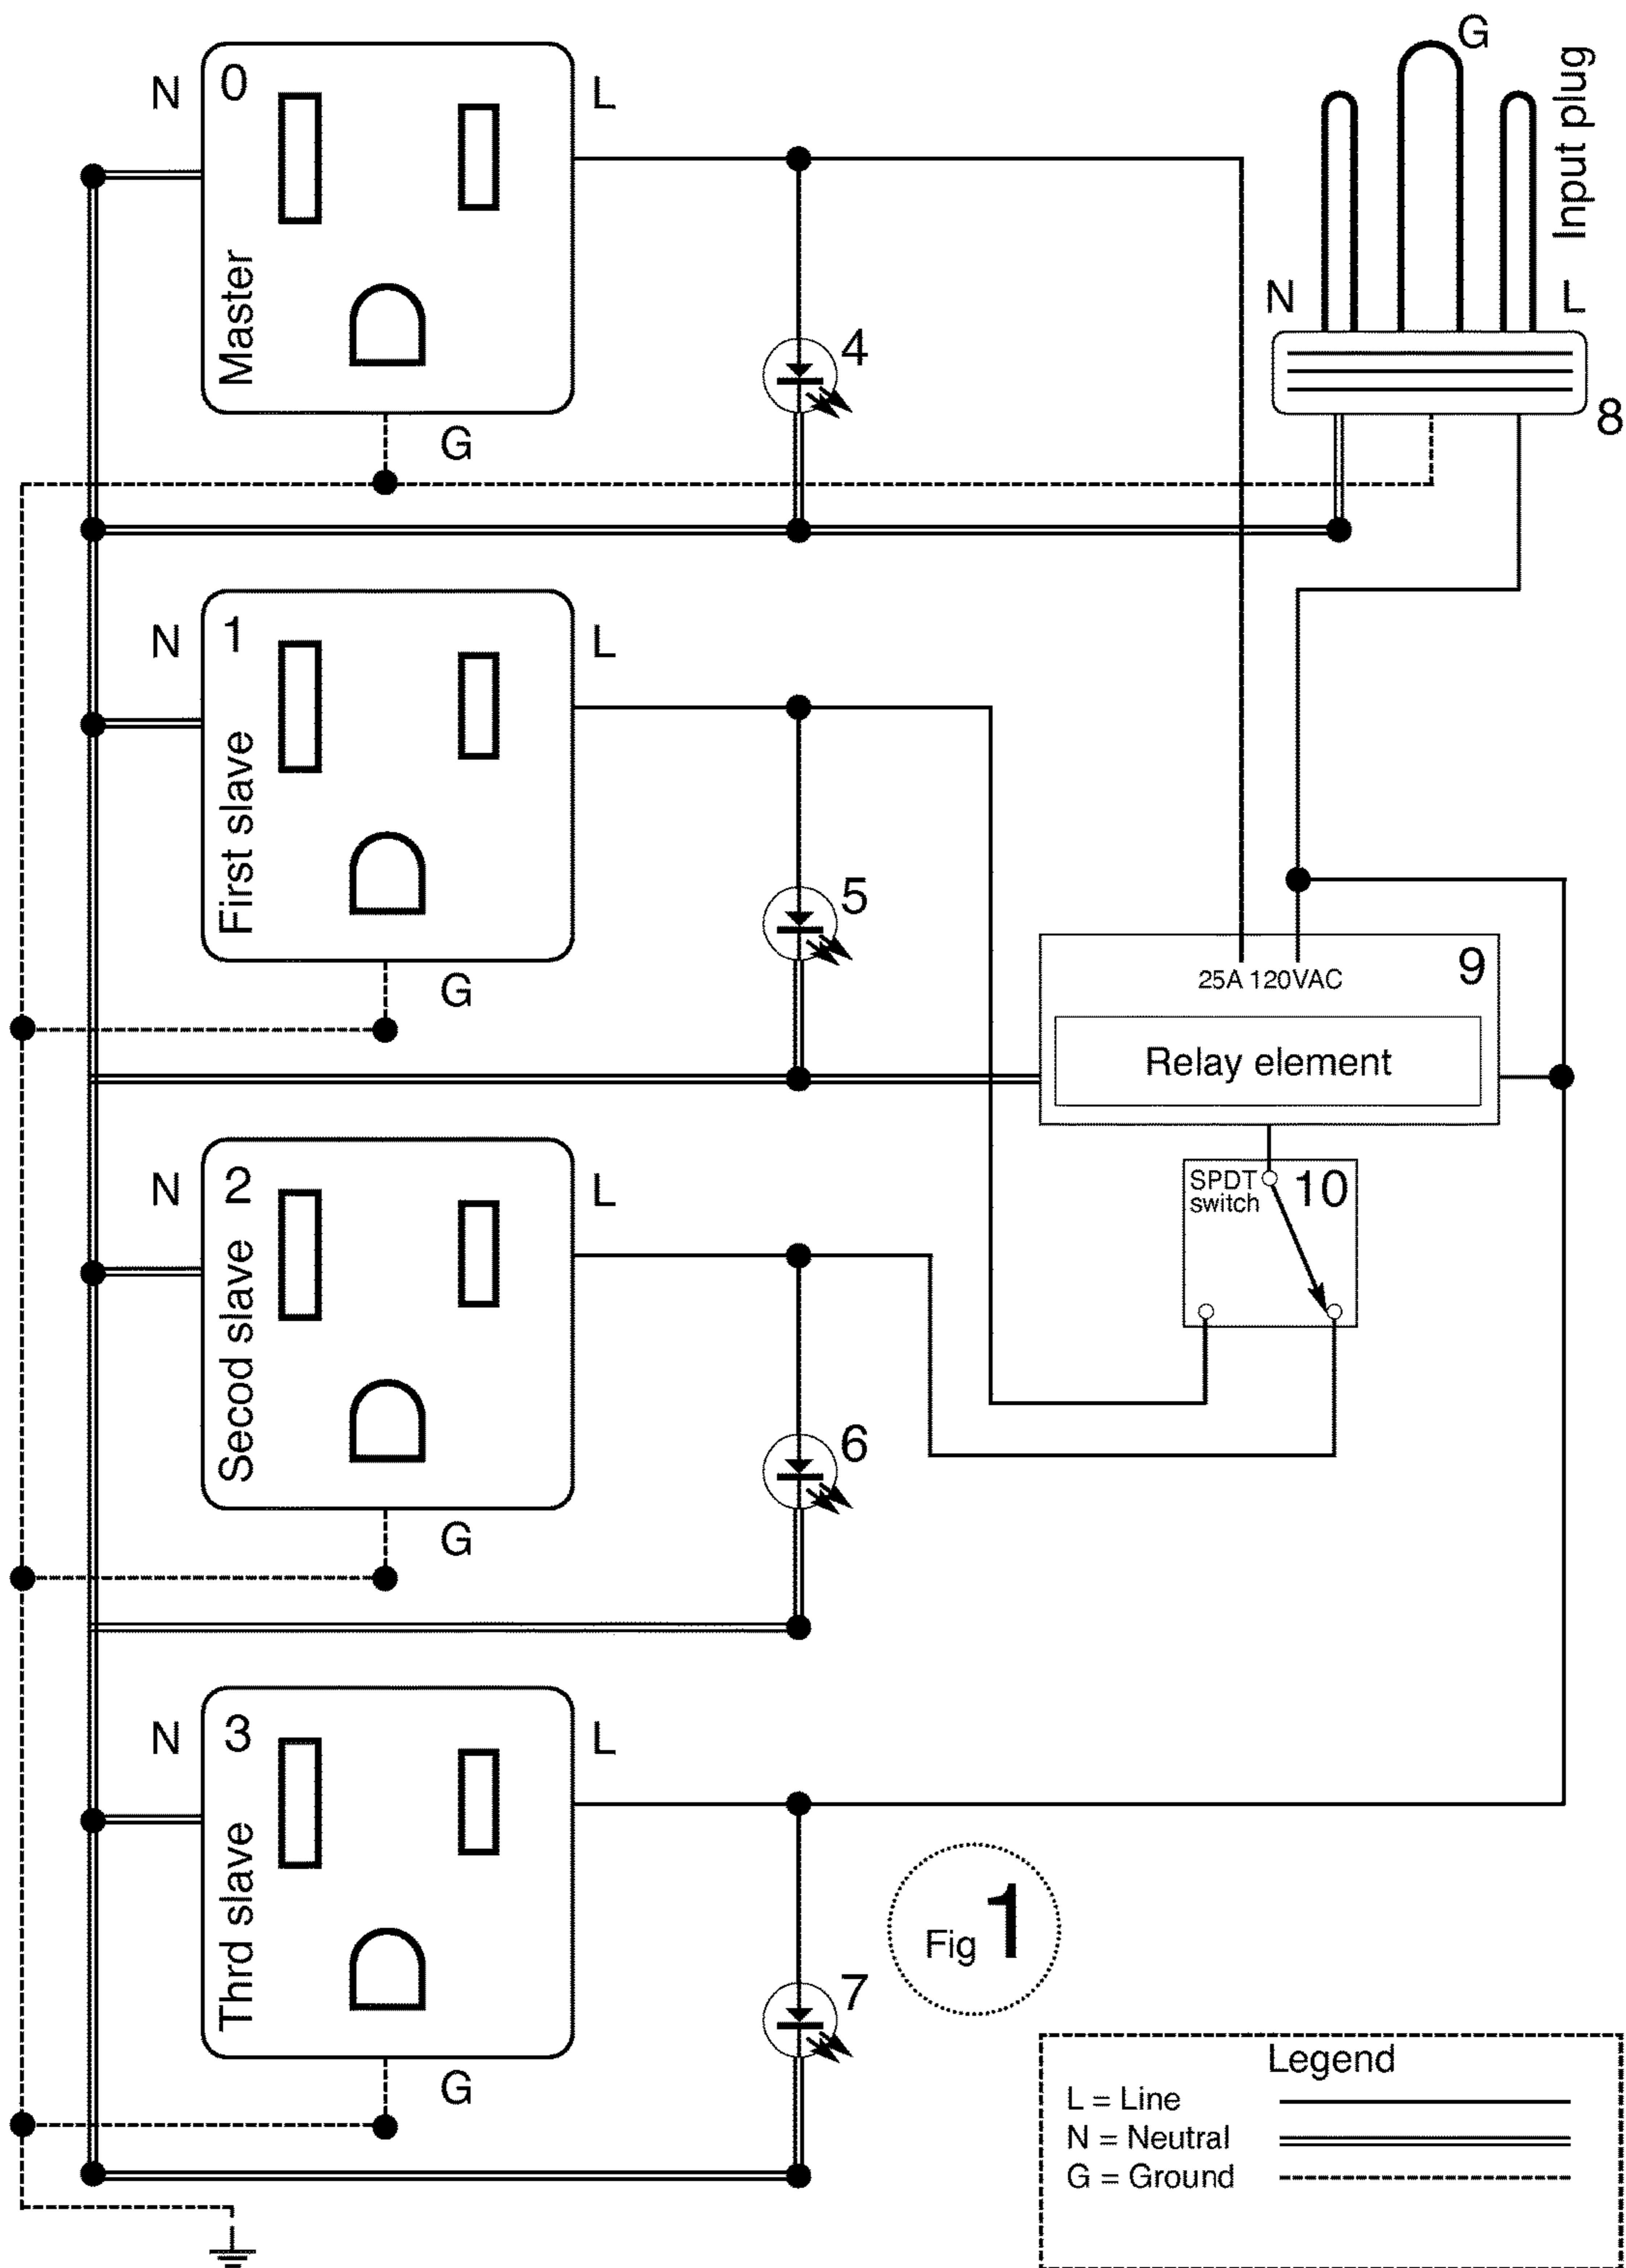 N
0
L
Master
G
4
G
Input plug
N
L
8
N
1
L
First slave
G
5
25A 120VAC
9
Relay element
SPDT
switch
10
N
2
L
Secod slave
G
6
N
3
L
Thrd slave
G
7
Fig 1
Legend
L = Line
N = Neutral
G = Ground